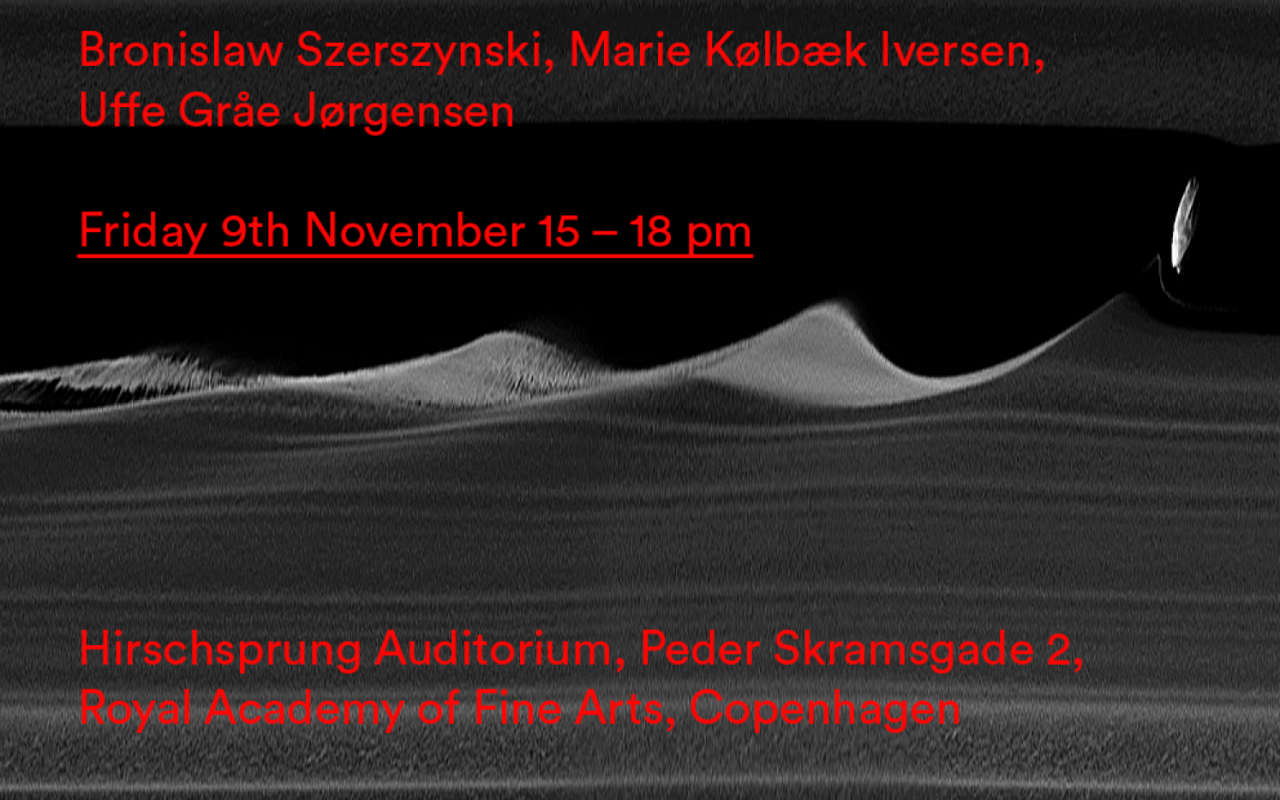 Bronislaw Szerszynski, Marie Kølbæk Iversen,
Uffe Gråe Jørgensen
Friday 9th November 15 – 18 pm
Hirschsprung Auditorium, Peder Skramsgade 2,
Royal Academy of Fine Arts, Copenhagen